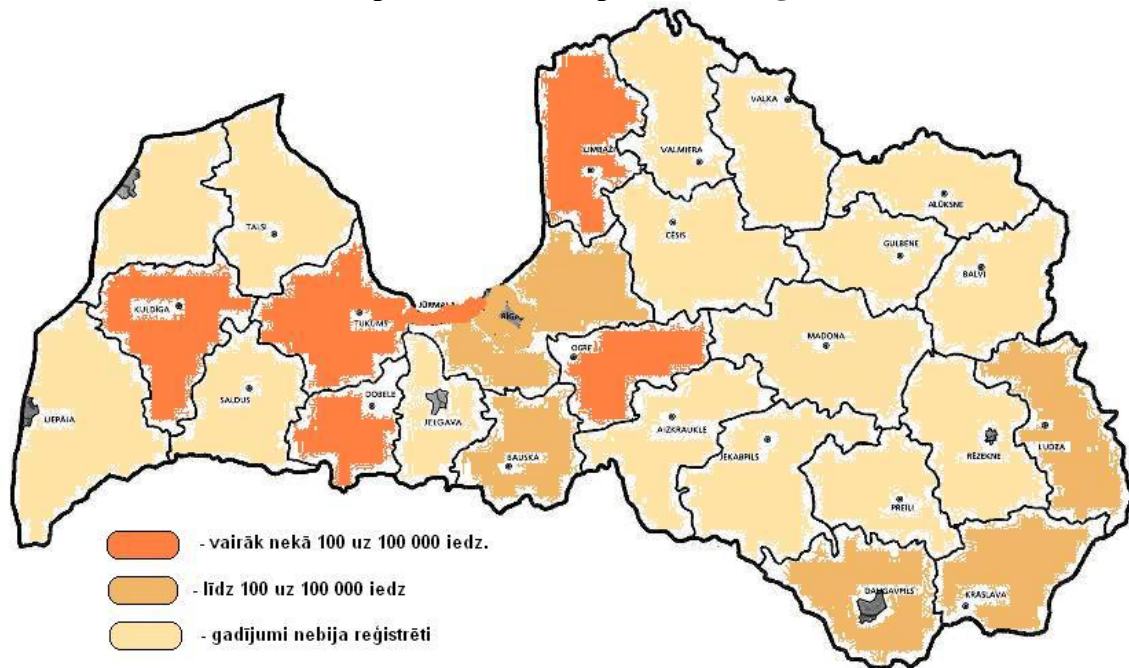 VALKA
LIMBAŽI
VALMIERA
ALŪKSNE
TALSI
CĒSIS
GULBENE
BALVI
KULDĪGA
JŪRMALA
RĪGA
TUKUMS
OGRE
MADONA
SALDUS
DOBELE
JELGAVA
LIEPĀJA
AIZKRAUKLE
JĒKABPILS
LUDZA
RĒZEKNE
BAUSKA
PREIĻI
- vairāk nekā 100 uz 100 000 iedz.
- līdz 100 uz 100 000 iedz
DAUGAVPILS
KRĀSLAVA
- gadījumi nebija reģistrēti